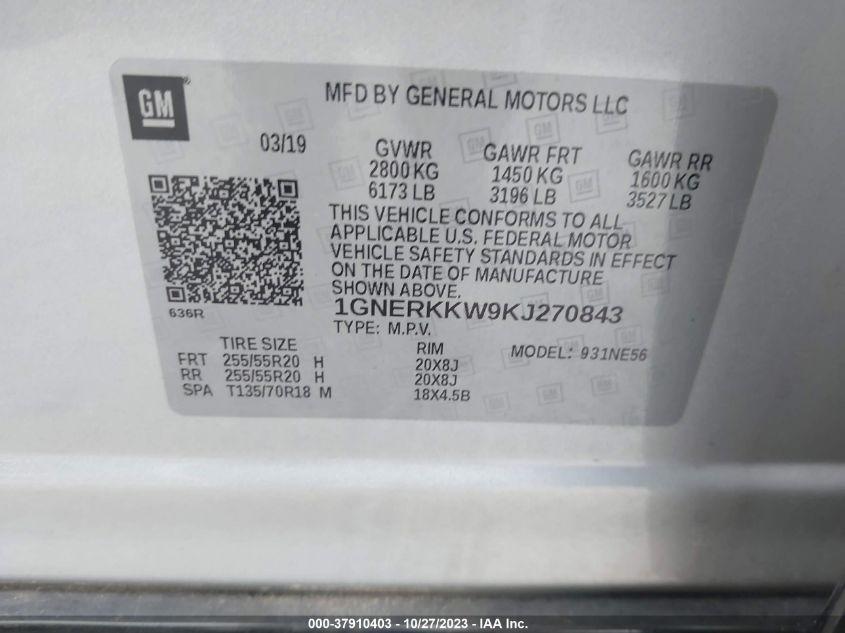 GM
MFD BY GENERAL MOTORS LLC
03/19
GVWR GAWR FRT GAWR RR
2800 KG 1450 KG 1600 KG
6173 LB 3196 LB 3527 LB
THIS VEHICLE CONFORMS TO ALL
APPLICABLE U.S. FEDERAL MOTOR
VEHICLE SAFETY STANDARDS IN EFFECT
ON THE DATE OF MANUFACTURE
SHOWN ABOVE.
636R
1GNERKKW9KJ270843
TYPE: M.P.V.
TIRE SIZE RIM MODEL: 931NE56
FRT 255/55R20 H 20X8J
RR 255/55R20 H 20X8J
SPA T135/70R18 M 18X4.5B
000-37910403 - 10/27/2023 - IAA Inc.